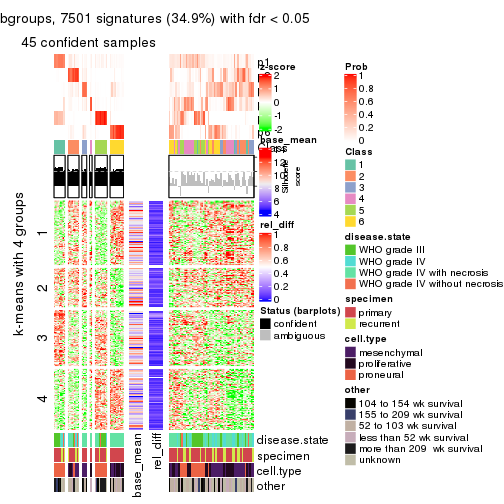 bgroups, 7501 signatures (34.9%) with fdr < 0.05
45 confident samples
z-score
2
1
0
-1
-2
base_mean
14
6
4
rel_diff
1
0.8
0.6
0.4
0.2
0
Status (barplots)
confident
ambiguous
score
k-means with 4 groups
1
2
3
4
base_mean
rel_diff
disease.state
specimen
cell.type
other
Prob
1
0.8
0.6
0.4
0.2
0
Class
1
2
3
4
5
6
disease.state
WHO grade III
WHO grade IV
WHO grade IV with necrosis
WHO grade IV without necrosis
specimen
primary
recurrent
cell.type
mesenchymal
proliferative
proneural
other
104 to 154 wk survival
155 to 209 wk survival
52 to 103 wk survival
less than 52 wk survival
more than 209  wk survival
unknown